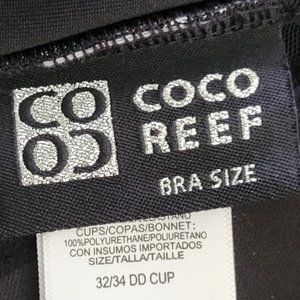 CO
CO
COCO
REEF
BRA SIZE
CUPS/COPAS/BONNET:
100%POLYURETHANE/POLIURETANO
CON INSUMOS IMPORTADOS
SIZE/TALLA/TAILLE
32/34 DD CUP